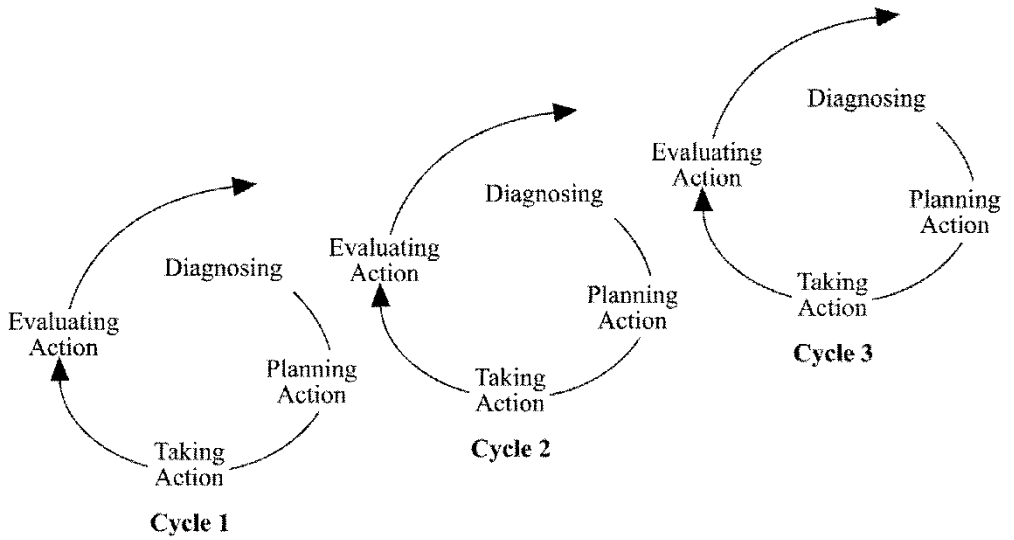 Diagnosing
Planning
Action
Taking
Action
Evaluating
Action
Cycle 1
Diagnosing
Planning
Action
Taking
Action
Evaluating
Action
Cycle 2
Diagnosing
Planning
Action
Taking
Action
Evaluating
Action
Cycle 3